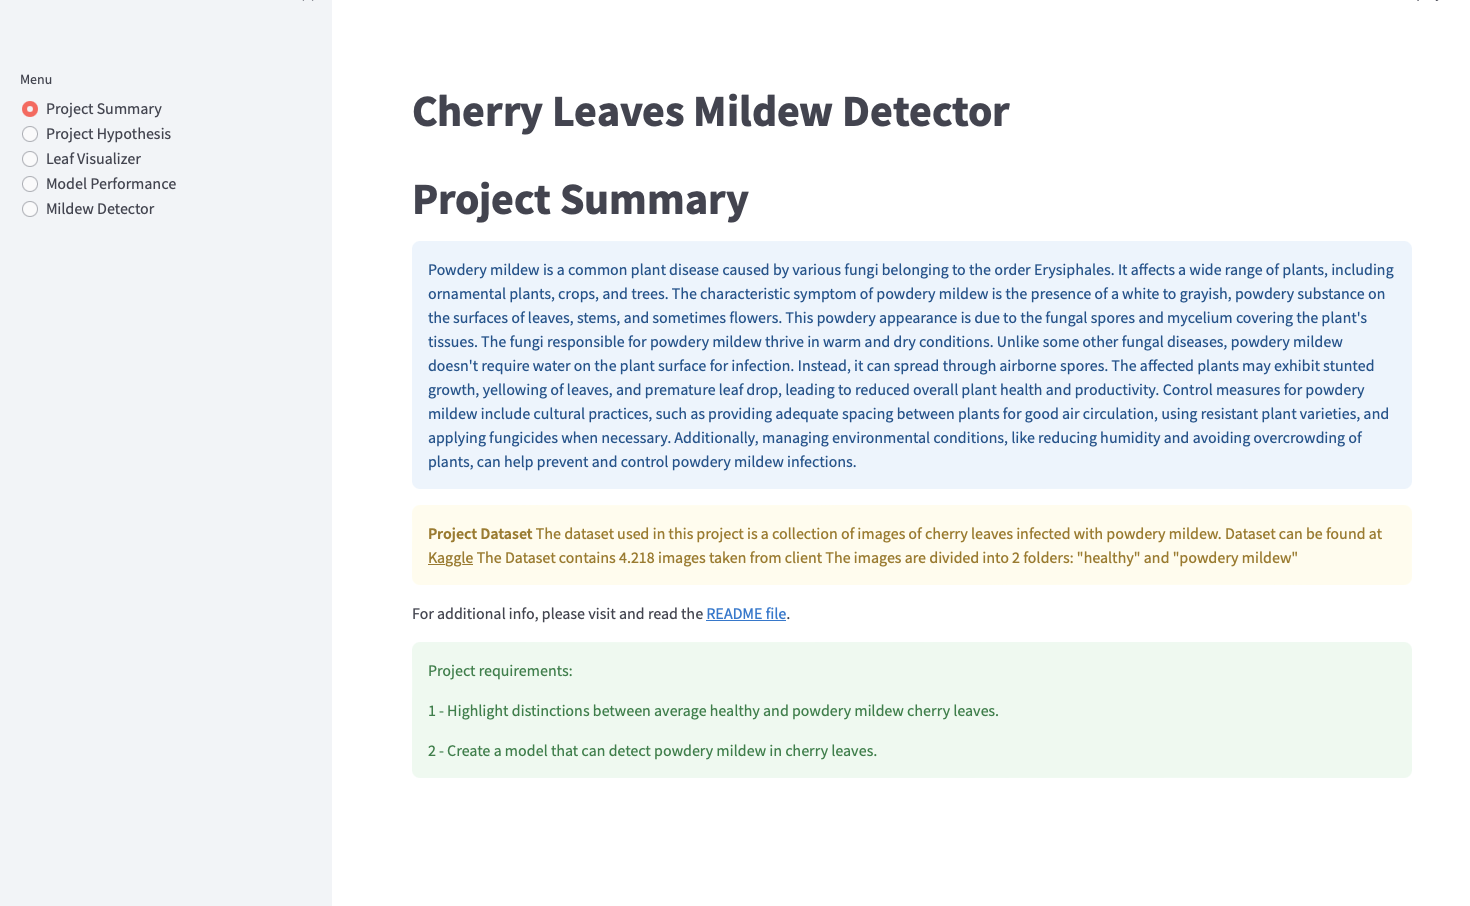 Menu
Project Summary
Project Hypothesis
Leaf Visualizer
Model Performance
Mildew Detector
Cherry Leaves Mildew Detector
Project Summary
Powdery mildew is a common plant disease caused by various fungi belonging to the order Erysiphales. It affects a wide range of plants, including
ornamental plants, crops, and trees. The characteristic symptom of powdery mildew is the presence of a white to grayish, powdery substance on
the surfaces of leaves, stems, and sometimes flowers. This powdery appearance is due to the fungal spores and mycelium covering the plant's
tissues. The fungi responsible for powdery mildew thrive in warm and dry conditions. Unlike some other fungal diseases, powdery mildew
doesn't require water on the plant surface for infection. Instead, it can spread through airborne spores. The affected plants may exhibit stunted
growth, yellowing of leaves, and premature leaf drop, leading to reduced overall plant health and productivity. Control measures for powdery
mildew include cultural practices, such as providing adequate spacing between plants for good air circulation, using resistant plant varieties, and
applying fungicides when necessary. Additionally, managing environmental conditions, like reducing humidity and avoiding overcrowding of
plants, can help prevent and control powdery mildew infections.
Project Dataset The dataset used in this project is a collection of images of cherry leaves infected with powdery mildew. Dataset can be found at
Kaggle The Dataset contains 4.218 images taken from client The images are divided into 2 folders: "healthy" and "powdery mildew"
For additional info, please visit and read the README file.
Project requirements:
1 - Highlight distinctions between average healthy and powdery mildew cherry leaves.
2 - Create a model that can detect powdery mildew in cherry leaves.